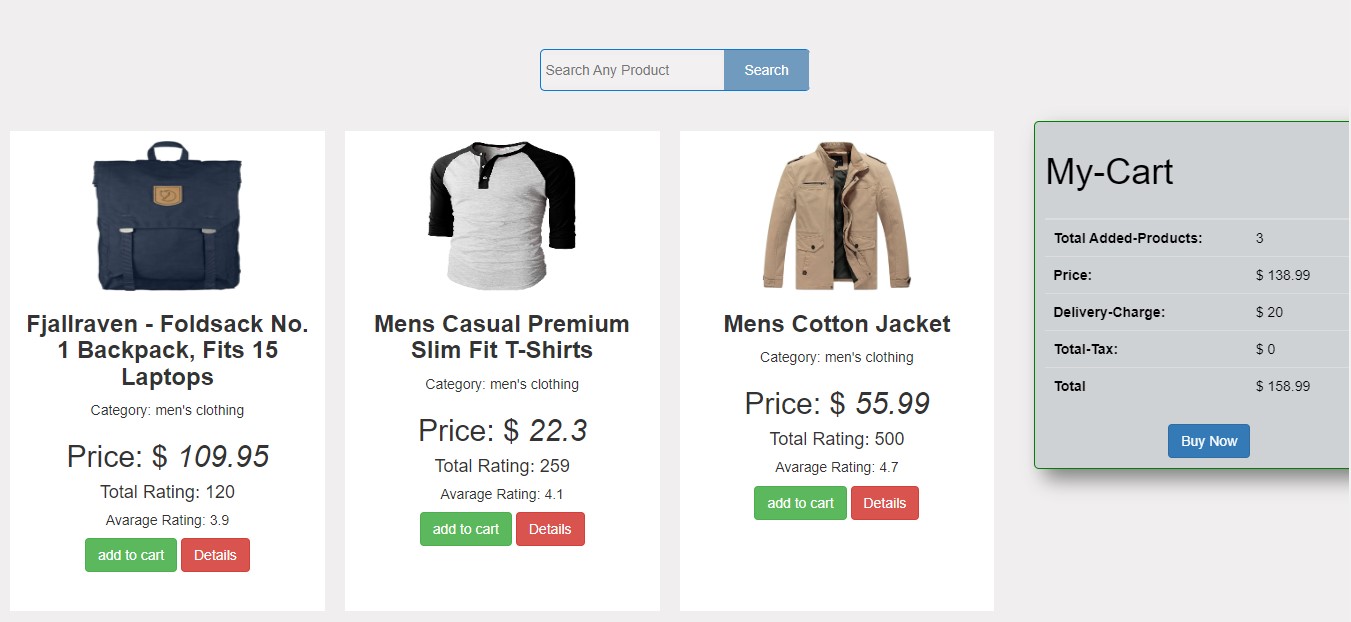 Search Any Product Search
Fjallraven - Foldsack No.
1 Backpack, Fits 15
Laptops
Category: men's clothing
Price: $ 109.95
Total Rating: 120
Avarage Rating: 3.9
add to cart Details
Mens Casual Premium
Slim Fit T-Shirts
Category: men's clothing
Price: $ 22.3
Total Rating: 259
Avarage Rating: 4.1
add to cart Details
Mens Cotton Jacket
Category: men's clothing
Price: $ 55.99
Total Rating: 500
Avarage Rating: 4.7
add to cart Details
My-Cart
Total Added-Products: 3
Price: $ 138.99
Delivery-Charge: $ 20
Total-Tax: $ 0
Total $ 158.99
Buy Now